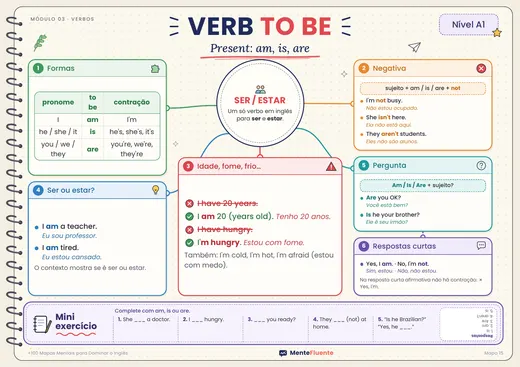 MÓDULO 02 · VERBOS
VERB TO BE
Present: am, is, are
Nível A1
1 Formas
pronome to be contração
I am I'm
he / she / it is he's, she's, it's
you / we / they are you're, we're, they're
SER / ESTAR
Um só verbo em inglês
para ser e estar.
2 Negativa
sujeito + am / is / are + not
I'm not busy.
Não estou ocupado.
She isn't here.
Ela não está aqui.
They aren't students.
Eles não são alunos.
3 Idade, fome, frio...
I have 20 years.
I am 20 (years old). Tenho 20 anos.
I have hungry.
I'm hungry. Estou com fome.
Também: I'm cold, I'm hot, I'm afraid (estou
com medo).
4 Ser ou estar?
I am a teacher.
Eu sou professor.
I am tired.
Eu estou cansado.
O contexto mostra se é ser ou estar.
5 Pergunta
Am / Is / Are + sujeito?
Are you OK?
Você está bem?
Is he your brother?
Ele é seu irmão?
6 Respostas curtas
Yes, I am. · No, I'm not.
Sim, estou. · Não, não estou.
Na resposta curta afirmativa não há contração: ×
Yes, I'm.
Mini
exercício
Complete com am, is ou are.
1. She ___ a doctor.
2. I ___ hungry.
3. ___ you ready?
4. They ___ (not) at
home.
5. "Is he Brazilian?"
"Yes, he ___."
Respostas
+150 Mapas Mentais para Dominar o Inglês
MenteFluente
Mapa 15